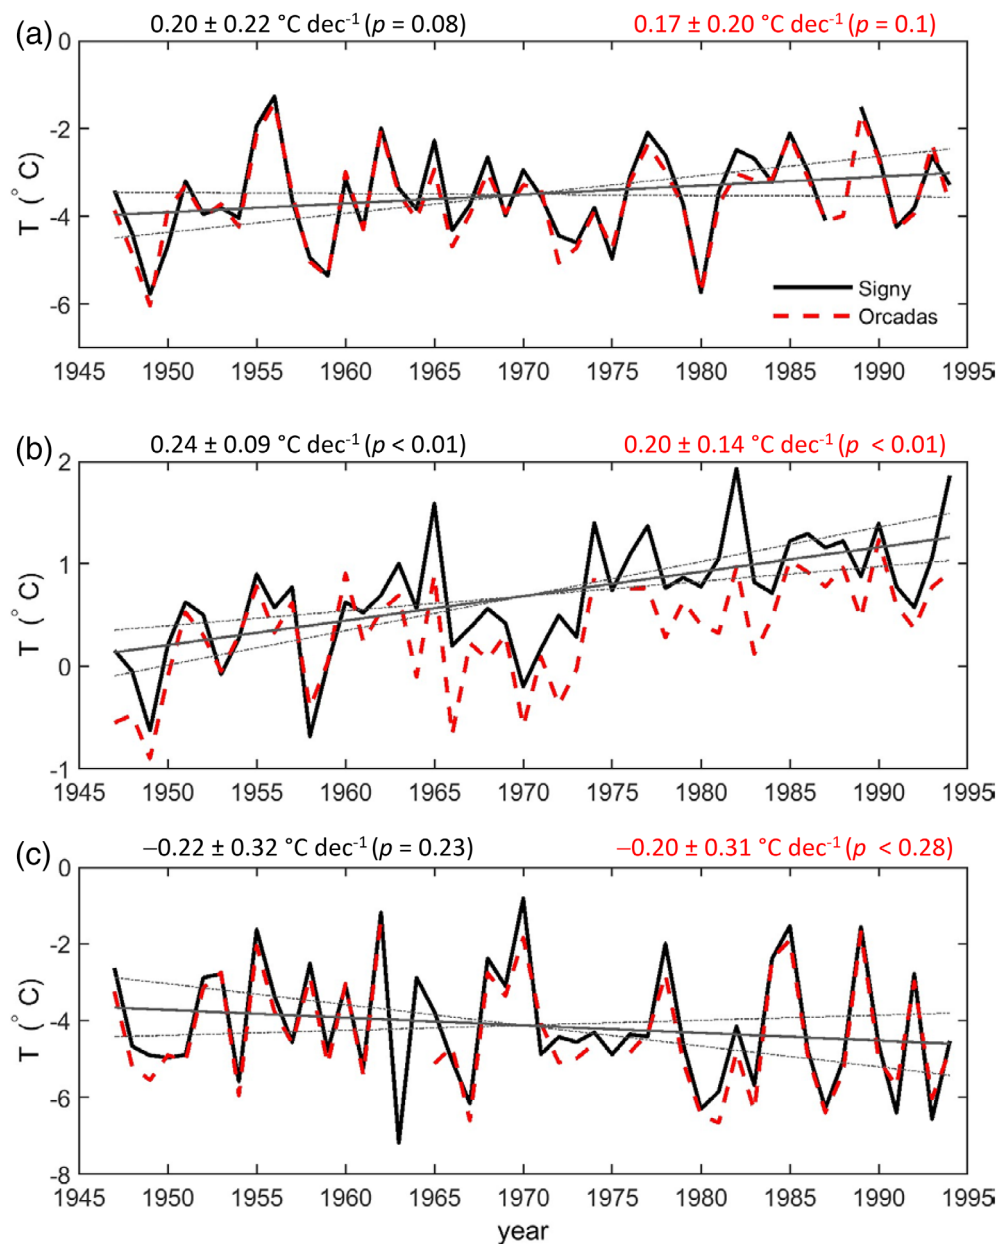 (a) 0.20 ± 0.22 °C dec⁻¹ (p = 0.08) 0.17 ± 0.20 °C dec⁻¹ (p = 0.1)
0
-2
-4
-6
T (° C)
Signy
Orcadas
1945 1950 1955 1960 1965 1970 1975 1980 1985 1990 1995
(b) 0.24 ± 0.09 °C dec⁻¹ (p < 0.01) 0.20 ± 0.14 °C dec⁻¹ (p < 0.01)
2
1
0
-1
T (° C)
1945 1950 1955 1960 1965 1970 1975 1980 1985 1990 1995
(c) −0.22 ± 0.32 °C dec⁻¹ (p = 0.23) −0.20 ± 0.31 °C dec⁻¹ (p < 0.28)
0
-2
-4
-6
-8
T (° C)
1945 1950 1955 1960 1965 1970 1975 1980 1985 1990 1995
year